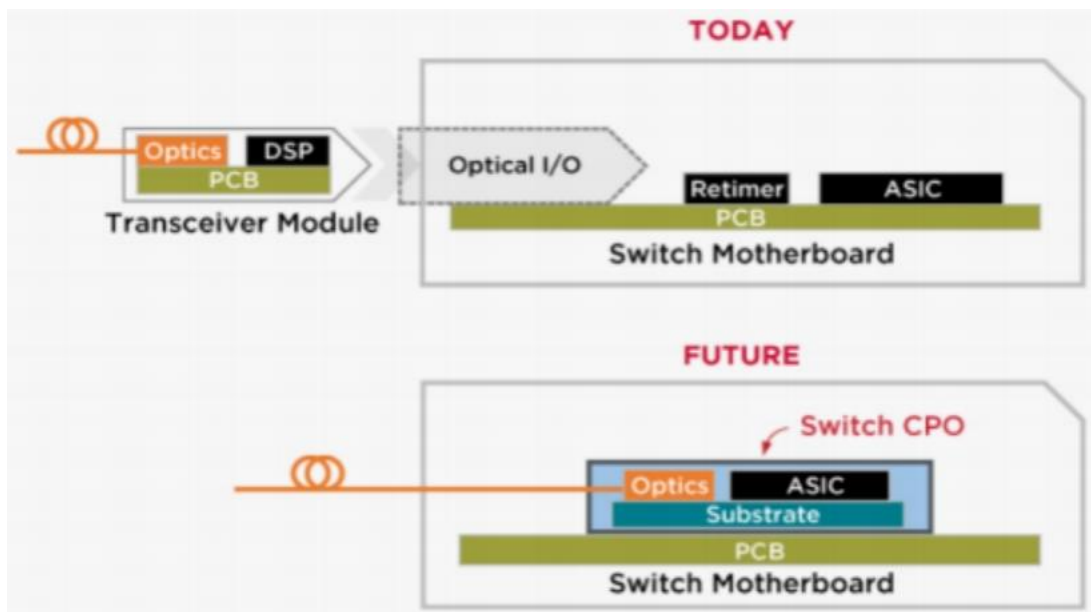 TODAY
Optics DSP
PCB
Transceiver Module
Optical I/O
Retimer ASIC
PCB
Switch Motherboard
FUTURE
Switch CPO
Optics ASIC
Substrate
PCB
Switch Motherboard